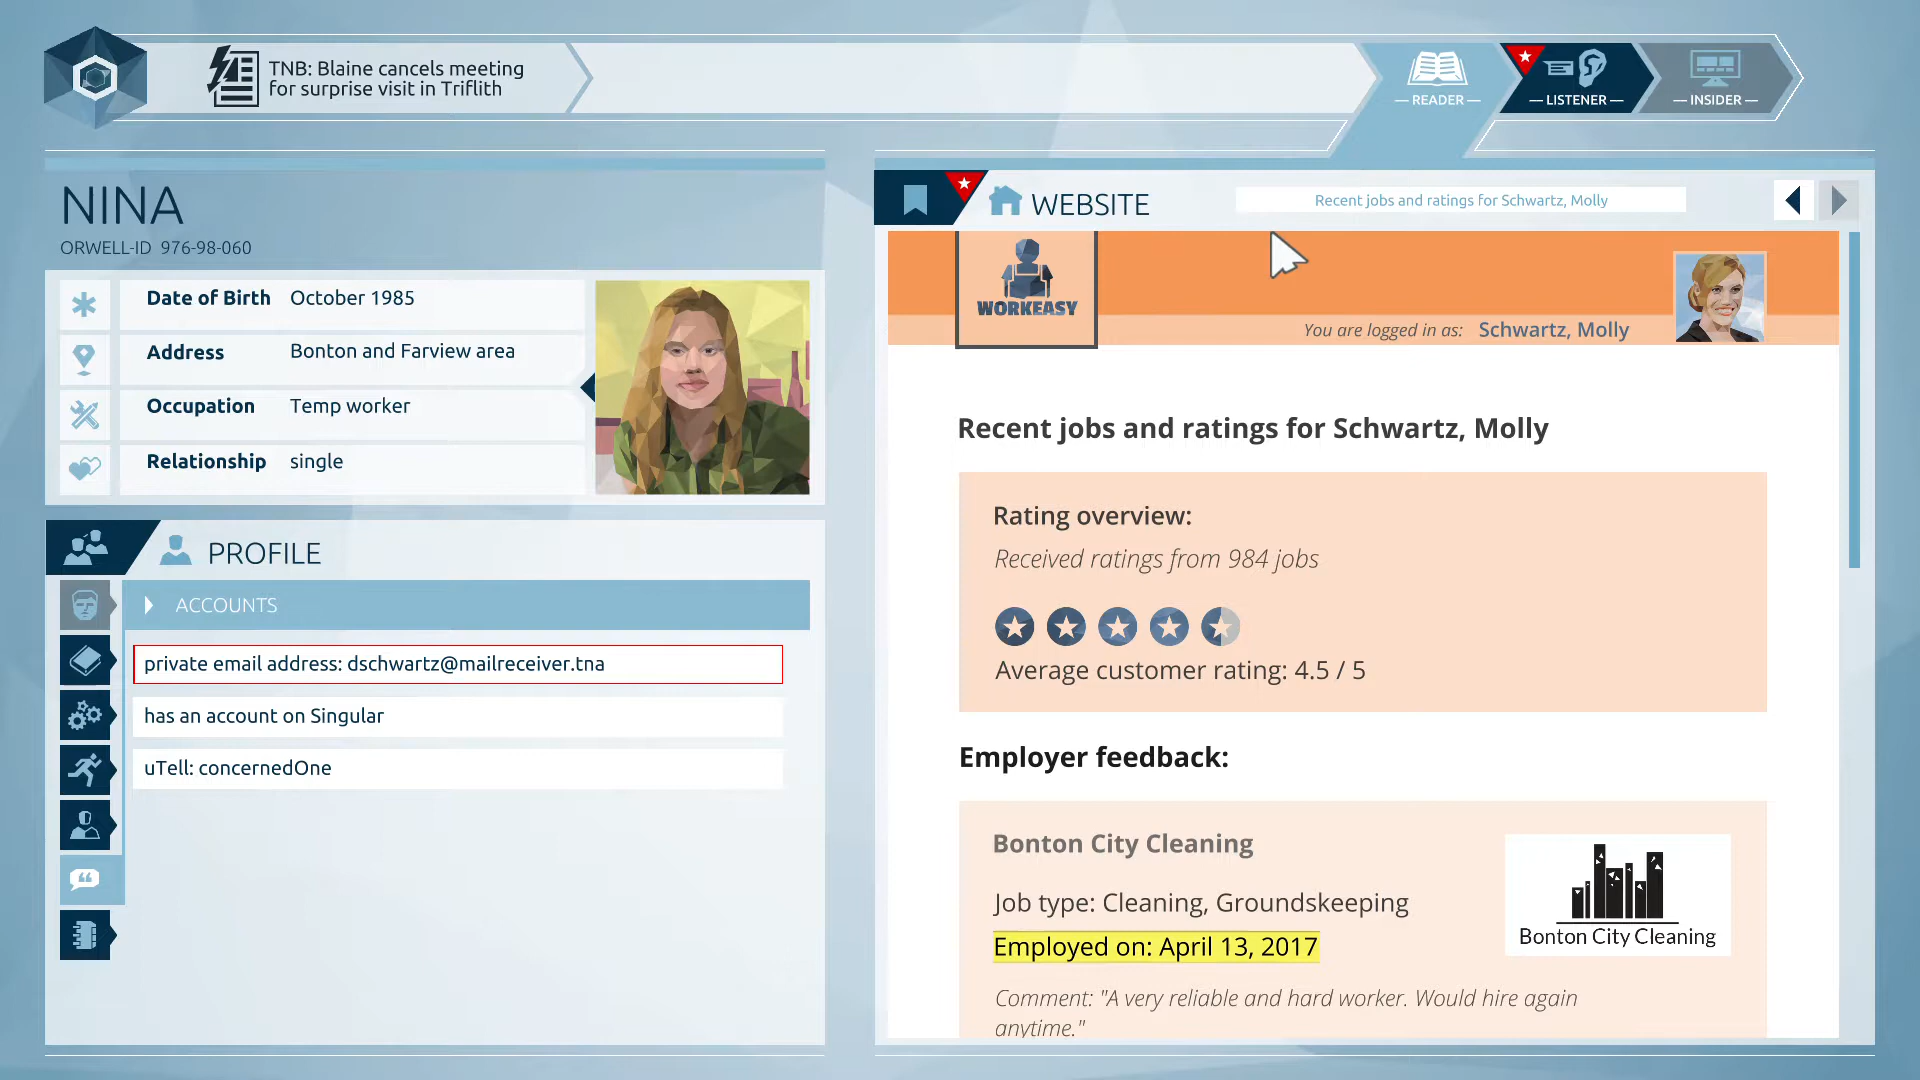 TNB: Blaine cancels meeting
for surprise visit in Triflith
READER
LISTENER
INSIDER
NINA
ORWELL-ID 976-98-060
Date of Birth October 1985
Address Bonton and Farview area
Occupation Temp worker
Relationship single
PROFILE
ACCOUNTS
private email address: dschwartz@mailreceiver.tna
has an account on Singular
uTell: concernedOne
WEBSITE
Recent jobs and ratings for Schwartz, Molly
WORKEASY
You are logged in as: Schwartz, Molly
Recent jobs and ratings for Schwartz, Molly
Rating overview:
Received ratings from 984 jobs
Average customer rating: 4.5 / 5
Employer feedback:
Bonton City Cleaning
Job type: Cleaning, Groundskeeping
Employed on: April 13, 2017
Bonton City Cleaning
Comment: "A very reliable and hard worker. Would hire again
anytime."